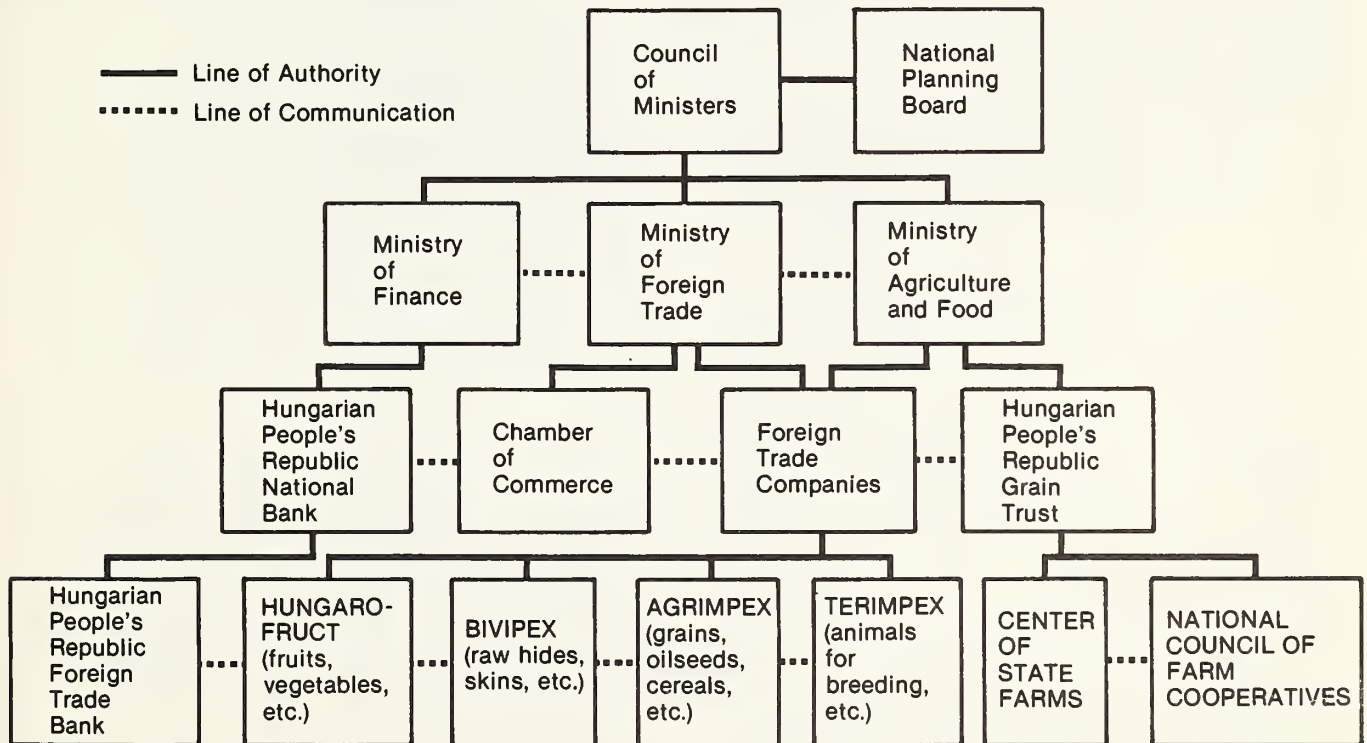 Line of Authority
Line of Communication
Council
of
Ministers
National
Planning
Board
Ministry
of
Finance
Ministry
of
Foreign
Trade
Ministry
of
Agriculture
and Food
Hungarian
People's
Republic
National
Bank
Chamber
of
Commerce
Foreign
Trade
Companies
Hungarian
People's
Republic
Grain
Trust
Hungarian
People's
Republic
Foreign
Trade
Bank
HUNGARO-
FRUCT
(fruits,
vegetables,
etc.)
BIVIPEX
(raw hides,
skins, etc.)
AGRIMPEX
(grains,
oilseeds,
cereals,
etc.)
TERIMPEX
(animals
for
breeding,
etc.)
CENTER
OF
STATE
FARMS
NATIONAL
COUNCIL OF
FARM
COOPERATIVES